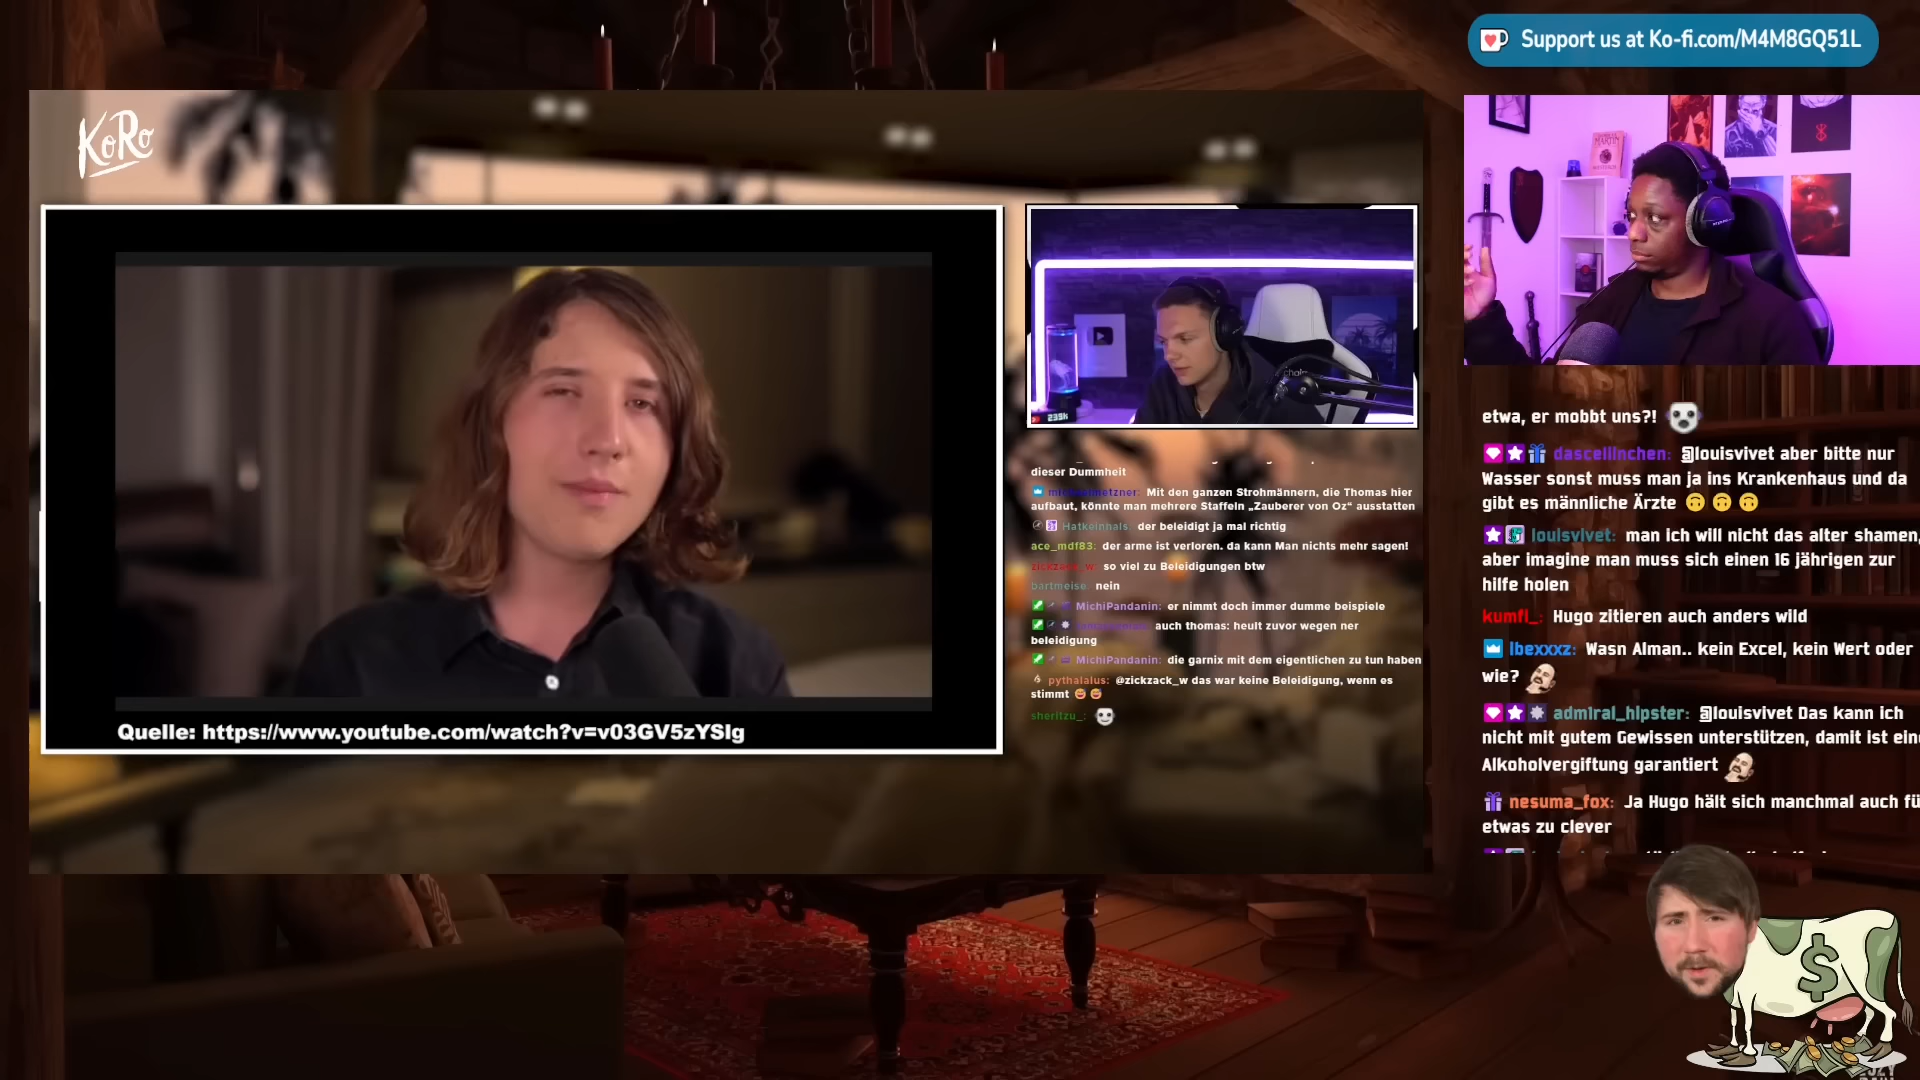 Support us at Ko-fi.com/M4M8GQ51L
KoRo
Quelle: https://www.youtube.com/watch?v=v03GV5zYSlg
239k
dieser Dummheit
Mit den ganzen Strohmännern, die Thomas hier
aufbaut, könnte man mehrere Staffeln „Zauberer von Oz“ ausstatten
Hatkeinhals: der beleidigt ja mal richtig
ace_mdf83: der arme ist verloren. da kann Man nichts mehr sagen!
zickzack_w: so viel zu Beleidigungen btw
bartmeise: nein
MichiPandanin: er nimmt doch immer dumme beispiele
auch thomas: heult zuvor wegen ner
beleidigung
MichiPandanin: die garnix mit dem eigentlichen zu tun haben
pythalalus: @zickzack_w das war keine Beleidigung, wenn es
stimmt
sheritzu_:
etwa, er mobbt uns?!
dascellinchen: @louisvivet aber bitte nur
Wasser sonst muss man ja ins Krankenhaus und da
gibt es männliche Ärzte
louisvivet: man ich will nicht das alter shamen,
aber imagine man muss sich einen 16 jährigen zur
hilfe holen
kumfi_: Hugo zitieren auch anders wild
ibexxxz: Wasn Alman.. kein Excel, kein Wert oder
wie?
adm1ral_hipster: @louisvivet Das kann ich
nicht mit gutem Gewissen unterstützen, damit ist eine
Alkoholvergiftung garantiert
nesuma_fox: Ja Hugo hält sich manchmal auch fü
etwas zu clever
$